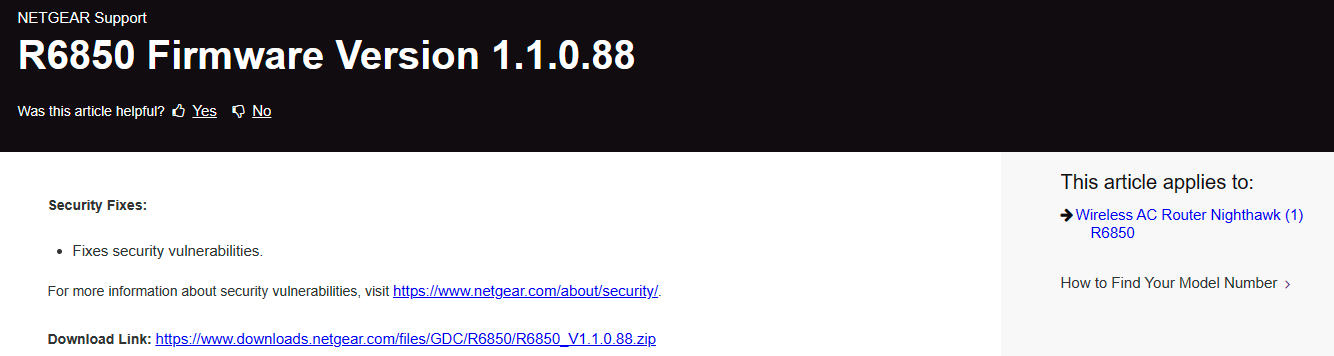 NETGEAR Support
R6850 Firmware Version 1.1.0.88
Was this article helpful? Yes No
Security Fixes:
• Fixes security vulnerabilities.
For more information about security vulnerabilities, visit https://www.netgear.com/about/security/.
Download Link: https://www.downloads.netgear.com/files/GDC/R6850/R6850_V1.1.0.88.zip
This article applies to:
Wireless AC Router Nighthawk (1)
R6850
How to Find Your Model Number